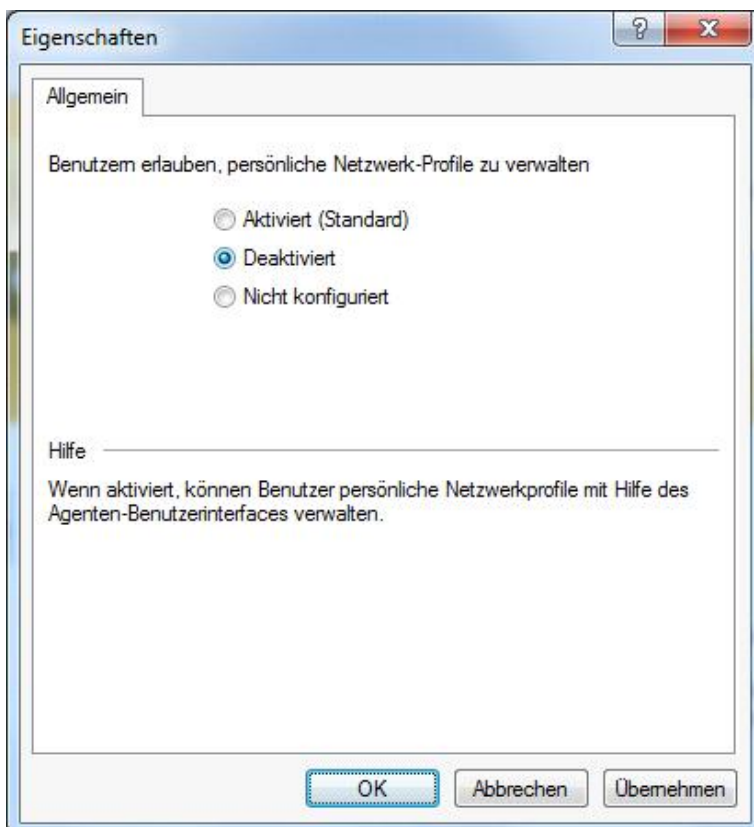 Eigenschaften
Allgemein
Benutzern erlauben, persönliche Netzwerk-Profile zu verwalten
Aktiviert (Standard)
Deaktiviert
Nicht konfiguriert
Hilfe
Wenn aktiviert, können Benutzer persönliche Netzwerkprofile mit Hilfe des
Agenten-Benutzerinterfaces verwalten.
OK Abbrechen Übernehmen